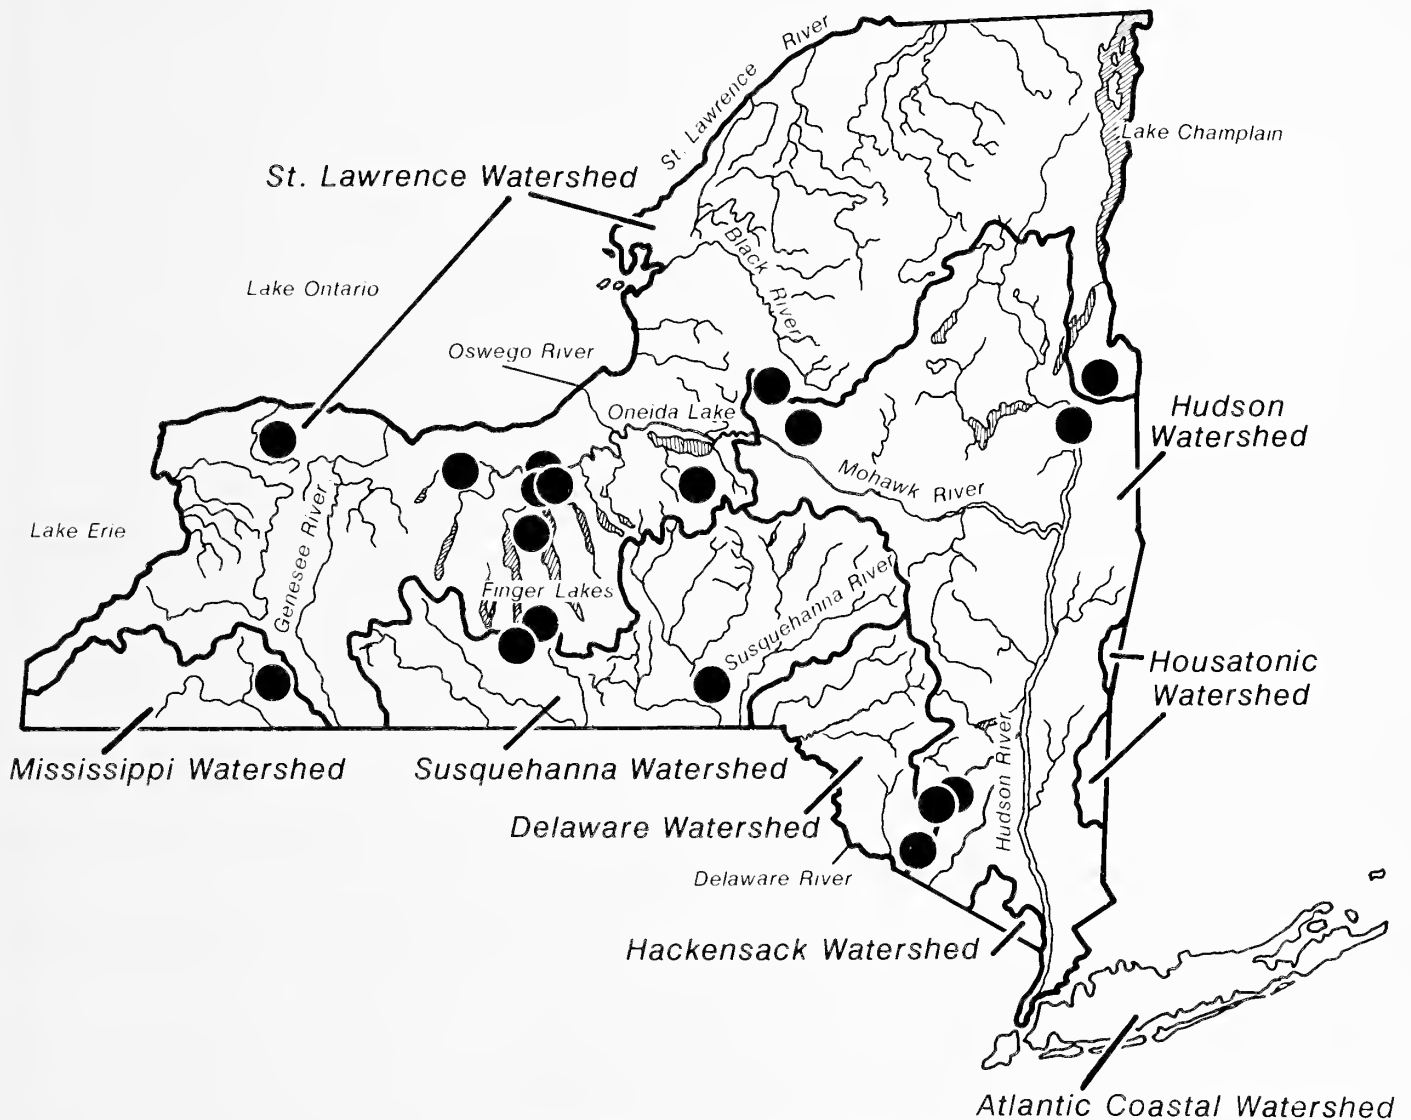 St. Lawrence River
Lake Champlain
St. Lawrence Watershed
Black River
Lake Ontario
Oswego River
Oneida Lake
Hudson
Watershed
Mohawk River
Lake Erie
Genesee River
Finger Lakes
Susquehanna River
Housatonic
Watershed
Mississippi Watershed
Susquehanna Watershed
Hudson River
Delaware Watershed
Delaware River
Hackensack Watershed
Atlantic Coastal Watershed